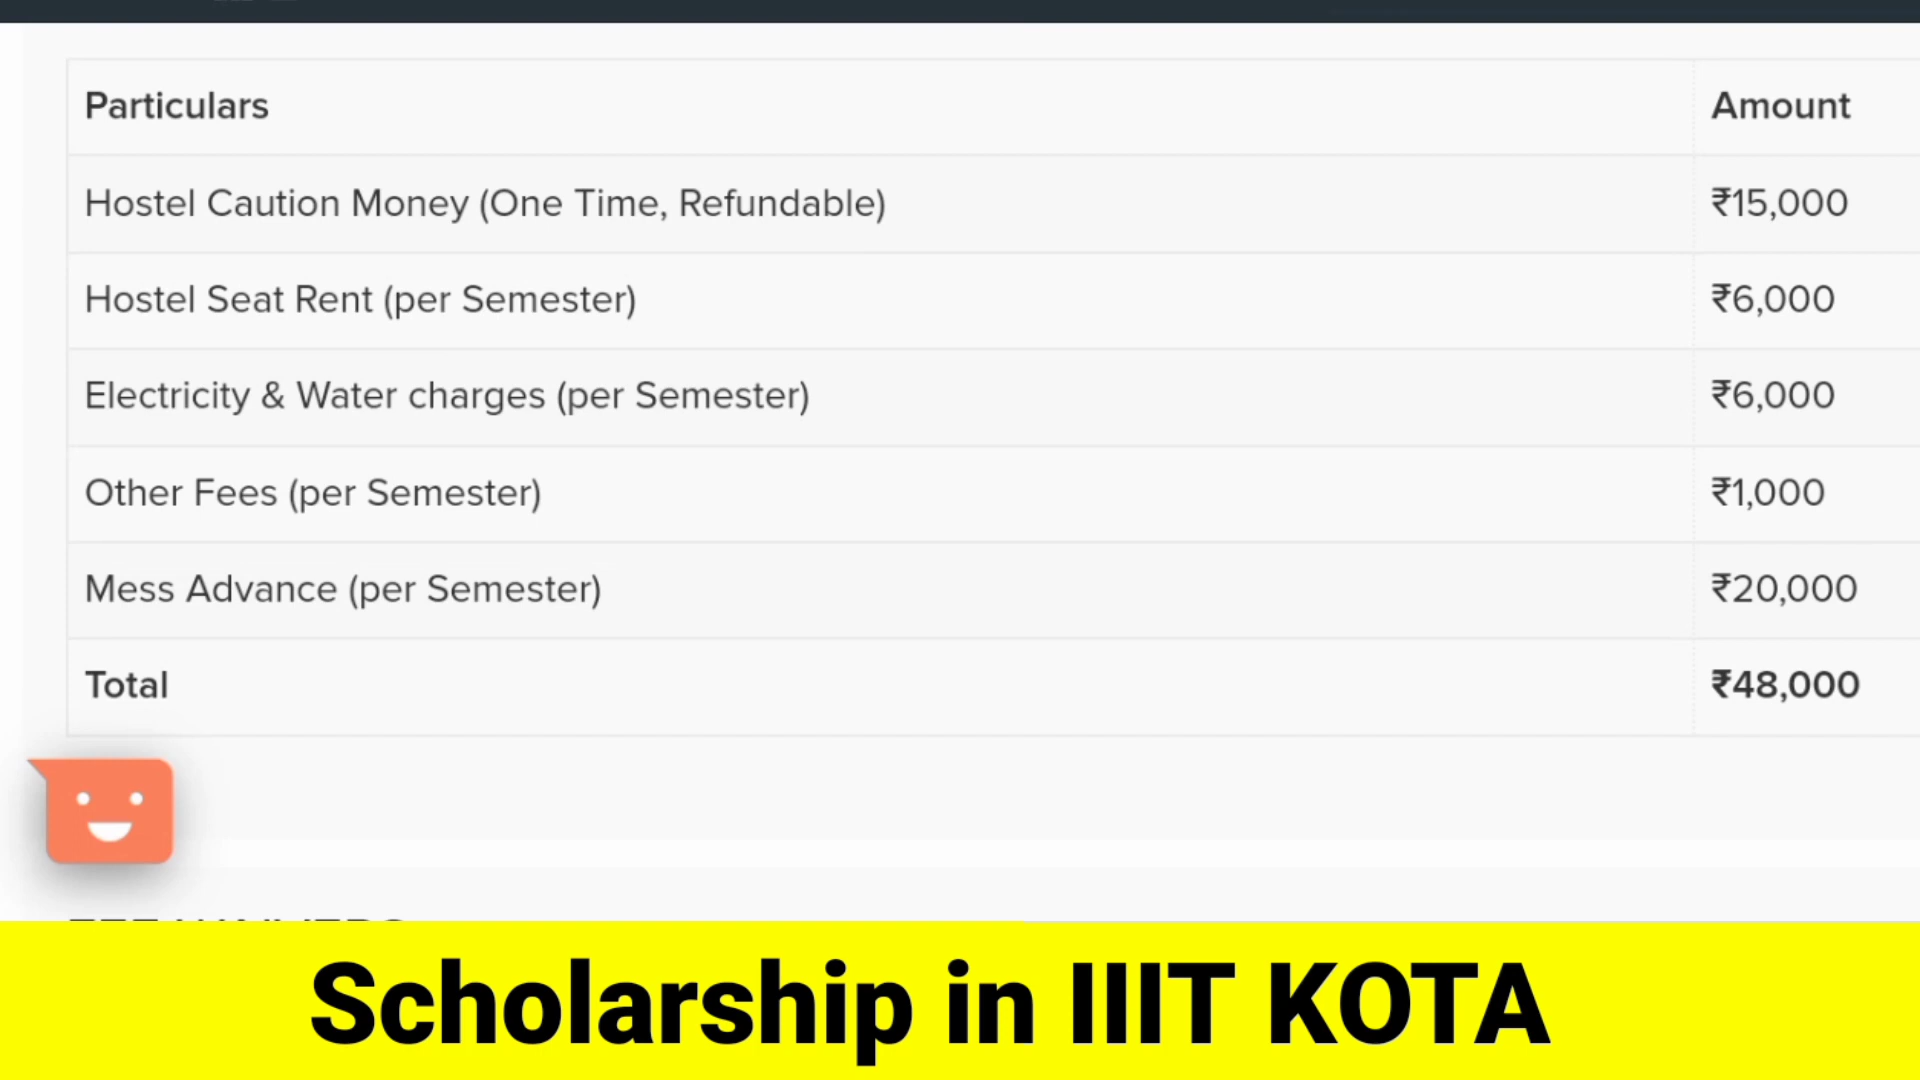 Particulars Amount
Hostel Caution Money (One Time, Refundable) ₹15,000
Hostel Seat Rent (per Semester) ₹6,000
Electricity & Water charges (per Semester) ₹6,000
Other Fees (per Semester) ₹1,000
Mess Advance (per Semester) ₹20,000
Total ₹48,000
Scholarship in IIIT KOTA